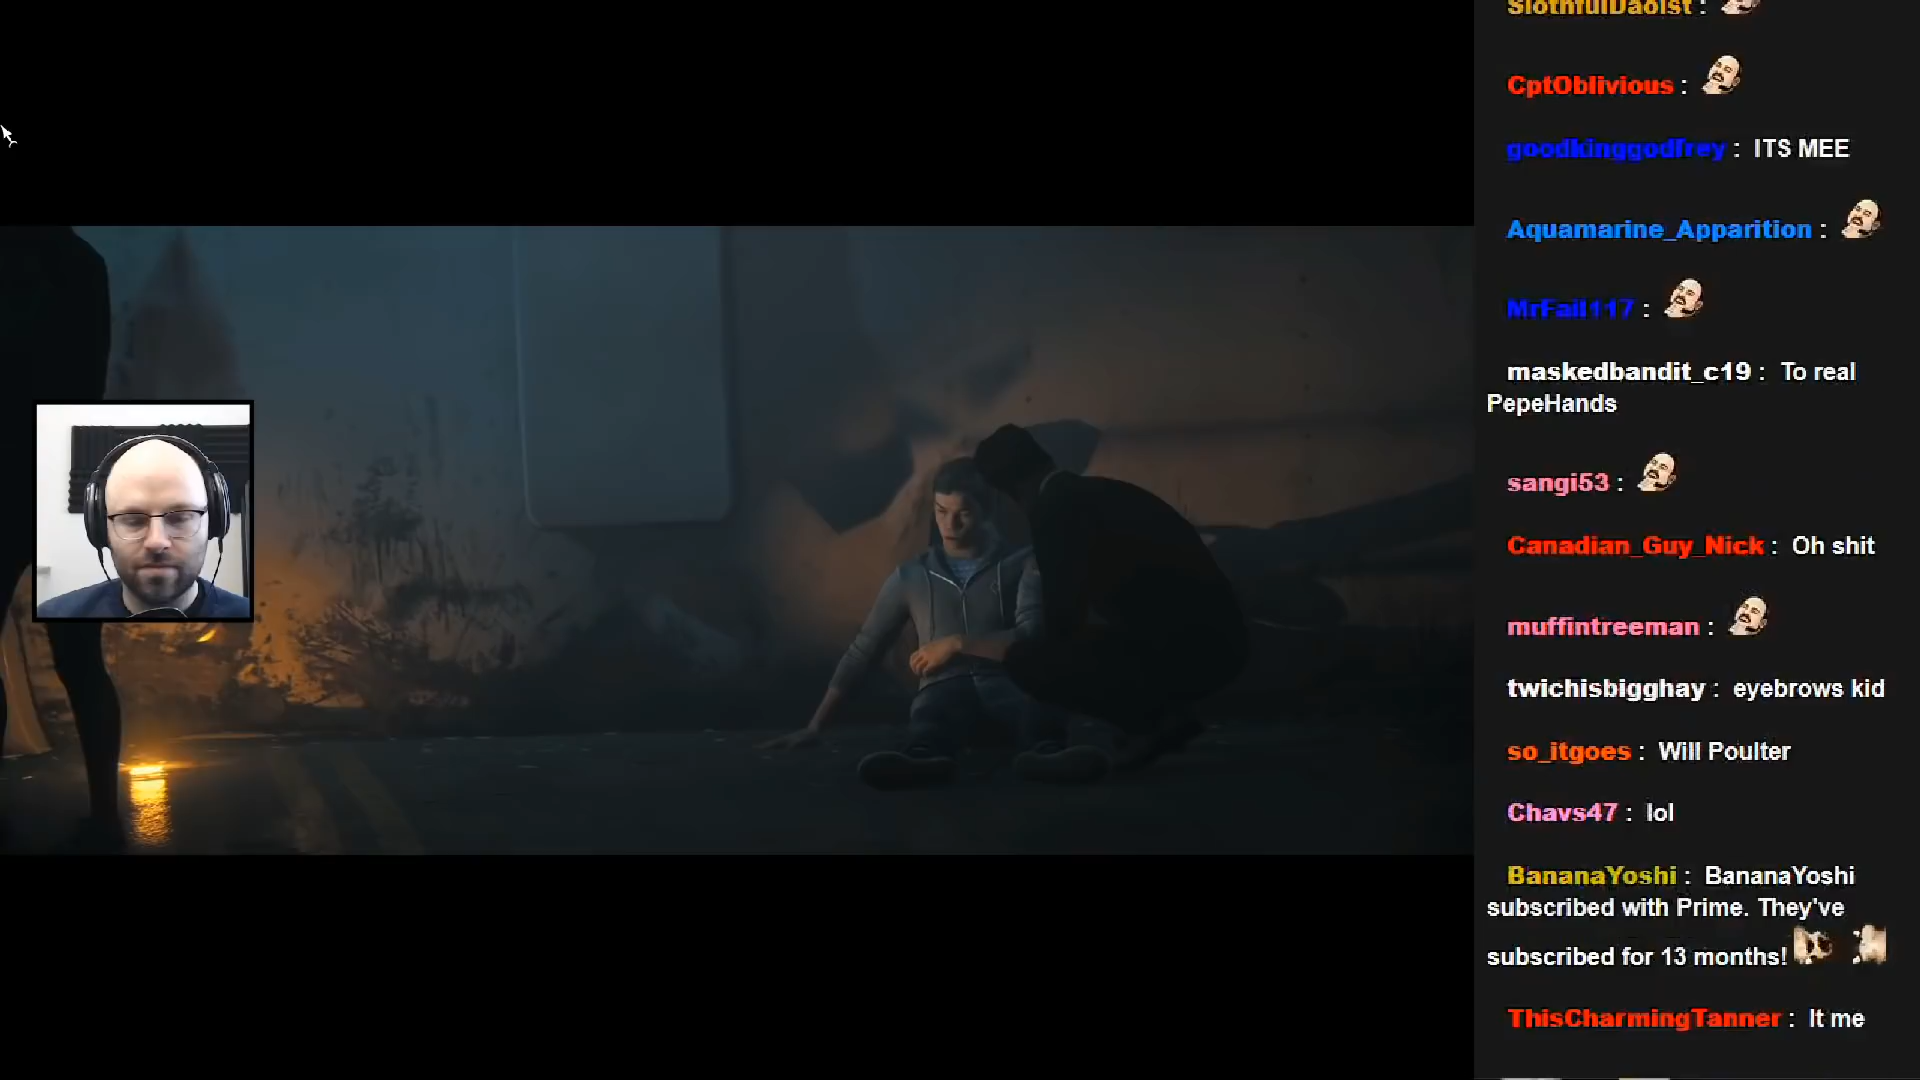 SlothfulDaoist :
CptOblivious :
goodkinggodfrey : ITS MEE
Aquamarine_Apparition :
MrFail117 :
maskedbandit_c19 : To real
PepeHands
sangi53 :
Canadian_Guy_Nick : Oh shit
muffintreeman :
twichisbigghay : eyebrows kid
so_itgoes : Will Poulter
Chavs47 : lol
BananaYoshi : BananaYoshi
subscribed with Prime. They've
subscribed for 13 months!
ThisCharmingTanner : It me